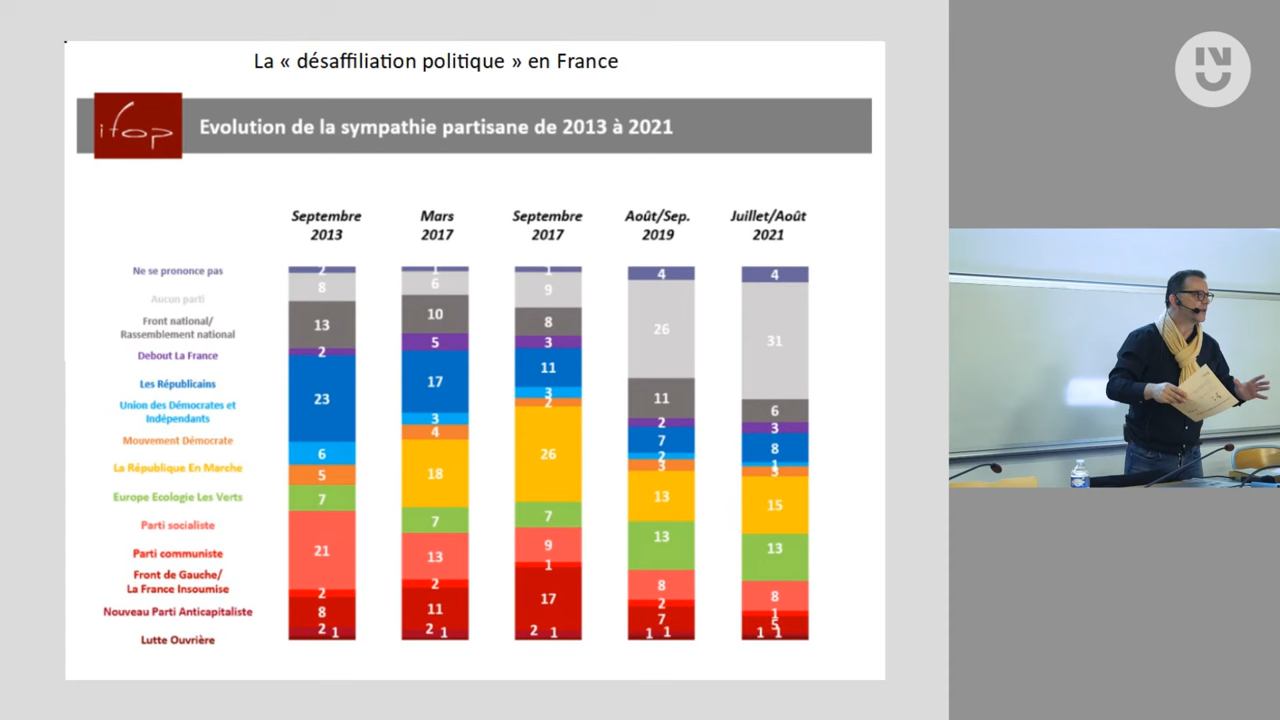 La « désaffiliation politique » en France
ifop
Evolution de la sympathie partisane de 2013 à 2021
Septembre 2013
Mars 2017
Septembre 2017
Août/Sep. 2019
Juillet/Août 2021
Ne se prononce pas
2
1
1
4
4
Aucun parti
8
6
9
26
31
Front national/
Rassemblement national
13
10
8
11
6
Debout La France
2
5
3
2
3
Les Républicains
23
17
11
7
8
Union des Démocrates et
Indépendants
6
3
3
2
1
Mouvement Démocrate
5
4
2
3
3
La République En Marche
18
26
13
15
Europe Ecologie Les Verts
7
7
7
13
13
Parti socialiste
21
13
9
8
8
Parti communiste
2
2
1
2
1
Front de Gauche/
La France Insoumise
8
11
17
7
5
Nouveau Parti Anticapitaliste
2
2
2
1
1
Lutte Ouvrière
1
1
1
1
1